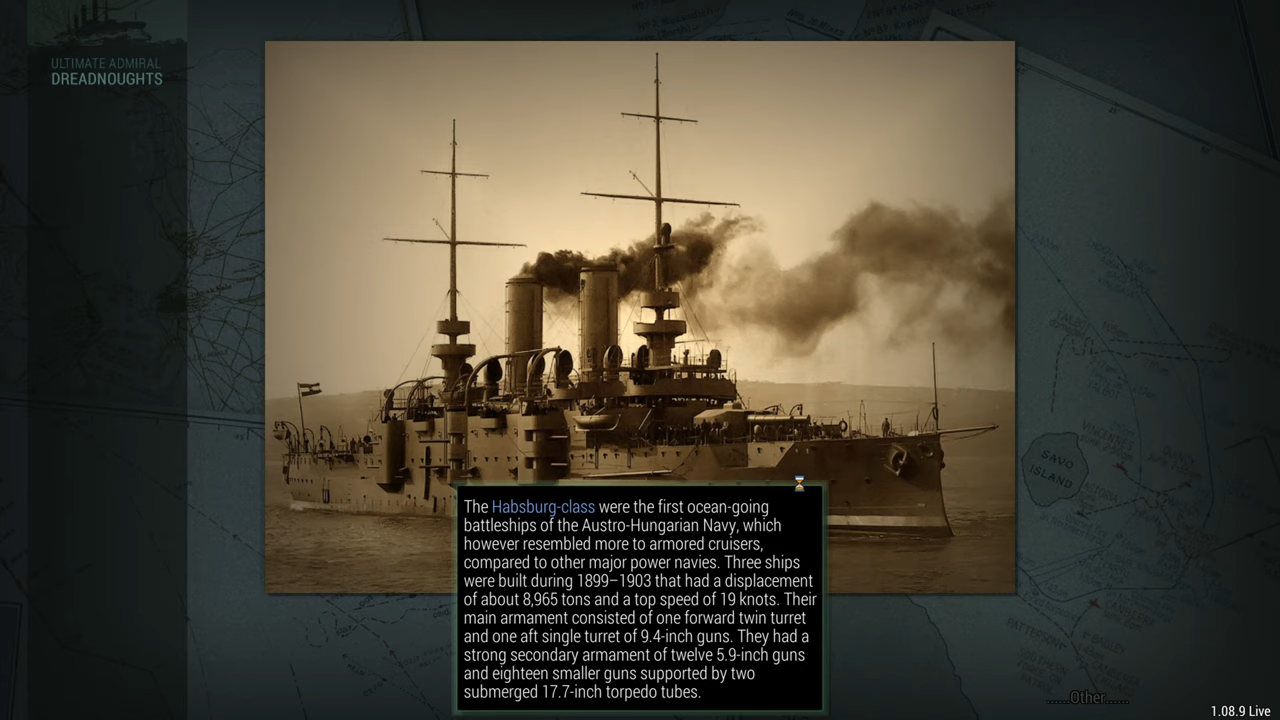 ULTIMATE ADMIRAL
DREADNOUGHTS
SAVO
ISLAND
The Habsburg-class were the first ocean-going
battleships of the Austro-Hungarian Navy, which
however resembled more to armored cruisers,
compared to other major power navies. Three ships
were built during 1899–1903 that had a displacement
of about 8,965 tons and a top speed of 19 knots. Their
main armament consisted of one forward twin turret
and one aft single turret of 9.4-inch guns. They had a
strong secondary armament of twelve 5.9-inch guns
and eighteen smaller guns supported by two
submerged 17.7-inch torpedo tubes.
PATTERSON
.......Other.......
1.08.9 Live